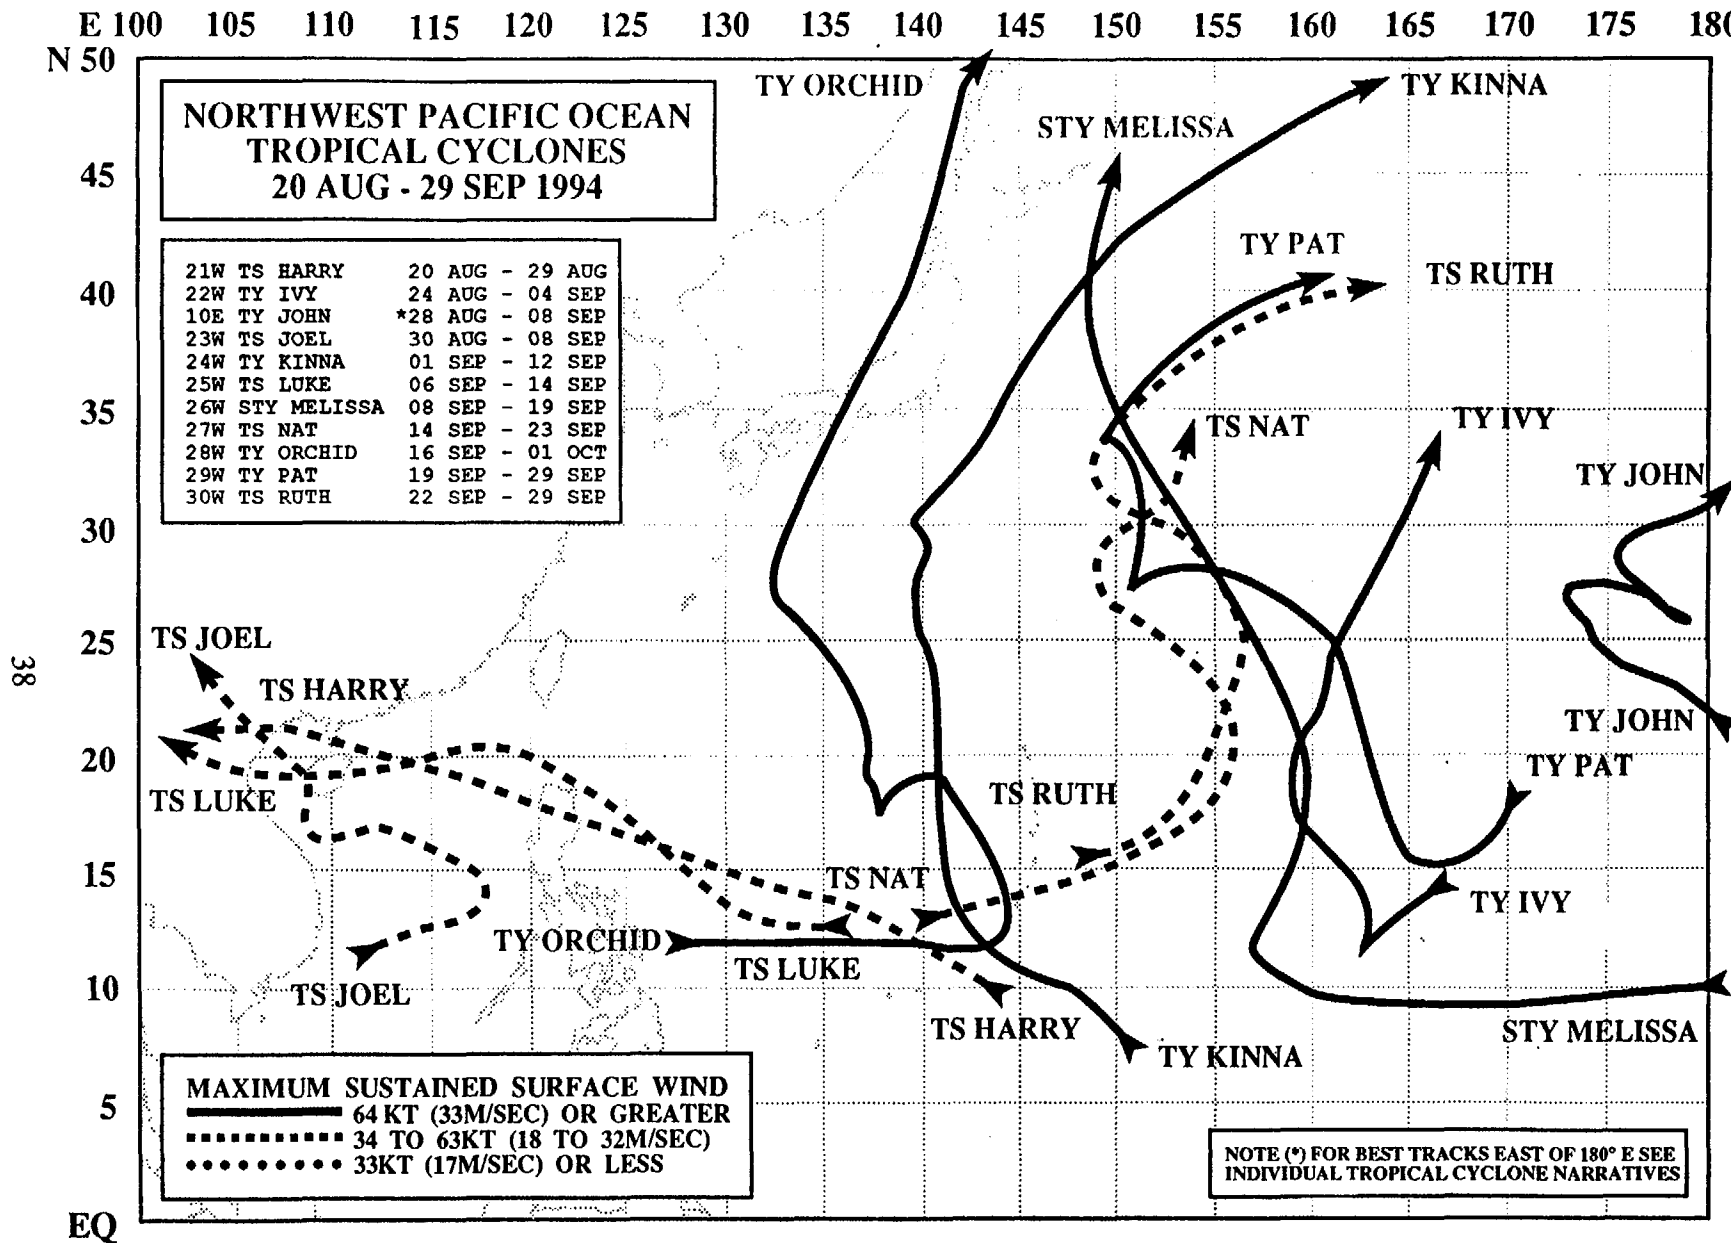 E 100 105 110 115 120 125 130 135 140 145 150 155 160 165 170 175 180
N 50
45
40
35
30
25
20
15
10
5
EQ
38
NORTHWEST PACIFIC OCEAN
TROPICAL CYCLONES
20 AUG - 29 SEP 1994
21W TS HARRY 20 AUG - 29 AUG
22W TY IVY 24 AUG - 04 SEP
10E TY JOHN *28 AUG - 08 SEP
23W TS JOEL 30 AUG - 08 SEP
24W TY KINNA 01 SEP - 12 SEP
25W TS LUKE 06 SEP - 14 SEP
26W STY MELISSA 08 SEP - 19 SEP
27W TS NAT 14 SEP - 23 SEP
28W TY ORCHID 16 SEP - 01 OCT
29W TY PAT 19 SEP - 29 SEP
30W TS RUTH 22 SEP - 29 SEP
TY ORCHID
TY KINNA
STY MELISSA
TY PAT
TS RUTH
TS NAT
TY IVY
TY JOHN
TS JOEL
TS HARRY
TY JOHN
TY PAT
TS LUKE
TS RUTH
TS NAT
TY IVY
TY ORCHID
TS LUKE
TS JOEL
TS HARRY
STY MELISSA
TY KINNA
MAXIMUM SUSTAINED SURFACE WIND
64 KT (33M/SEC) OR GREATER
34 TO 63KT (18 TO 32M/SEC)
33KT (17M/SEC) OR LESS
NOTE (*) FOR BEST TRACKS EAST OF 180° E SEE
INDIVIDUAL TROPICAL CYCLONE NARRATIVES